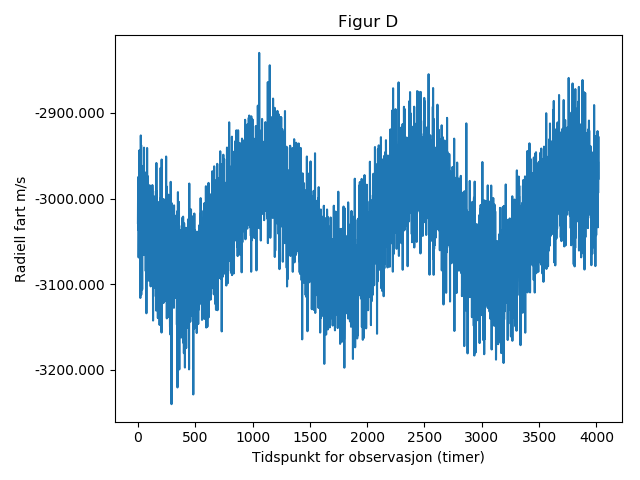 Figur D
Radiell fart m/s
-2900.000
-3000.000
-3100.000
-3200.000
0 500 1000 1500 2000 2500 3000 3500 4000
Tidspunkt for observasjon (timer)